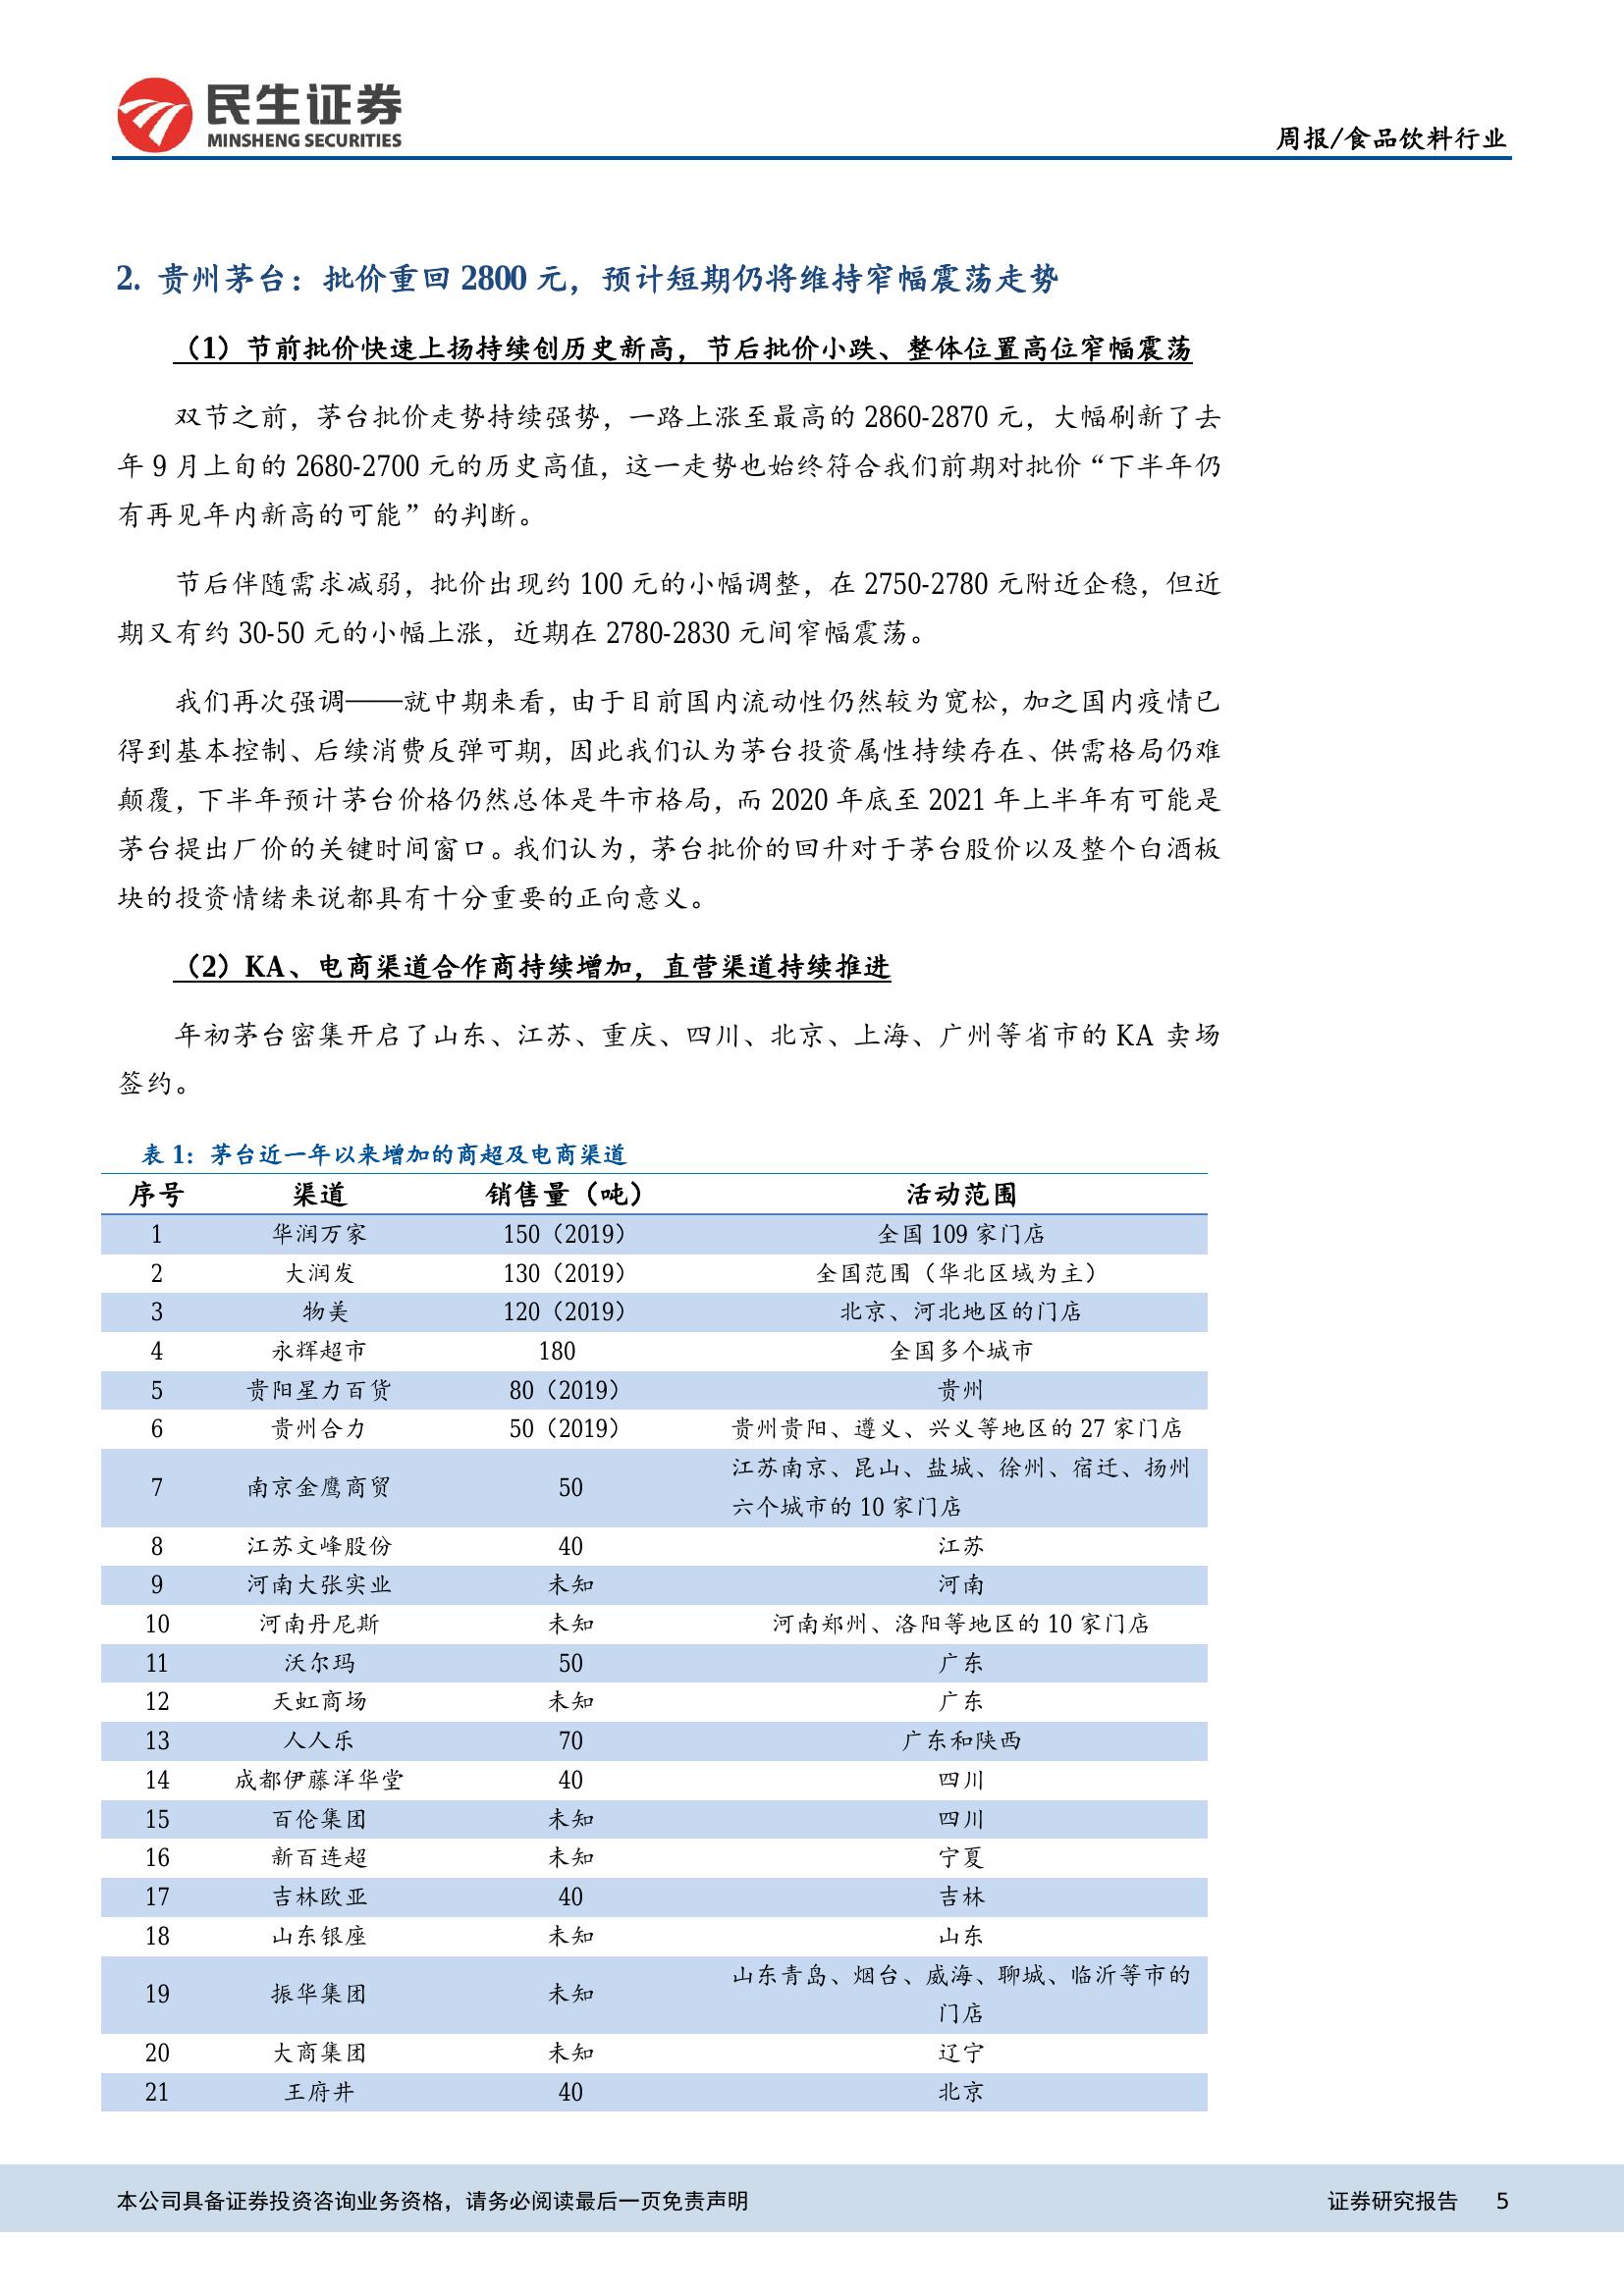 民生证券
MINSHENG SECURITIES
周报/食品饮料行业
2. 贵州茅台：批价重回 2800 元，预计短期仍将维持窄幅震荡走势
（1）节前批价快速上扬持续创历史新高，节后批价小跌、整体位置高位窄幅震荡
双节之前，茅台批价走势持续强势，一路上涨至最高的 2860-2870 元，大幅刷新了去
年 9 月上旬的 2680-2700 元的历史高值，这一走势也始终符合我们前期对批价“下半年仍
有再见年内新高的可能”的判断。
节后伴随需求减弱，批价出现约 100 元的小幅调整，在 2750-2780 元附近企稳，但近
期又有约 30-50 元的小幅上涨，近期在 2780-2830 元间窄幅震荡。
我们再次强调——就中期来看，由于目前国内流动性仍然较为宽松，加之国内疫情已
得到基本控制、后续消费反弹可期，因此我们认为茅台投资属性持续存在、供需格局仍难
颠覆，下半年预计茅台价格仍然总体是牛市格局，而 2020 年底至 2021 年上半年有可能是
茅台提出厂价的关键时间窗口。我们认为，茅台批价的回升对于茅台股价以及整个白酒板
块的投资情绪来说都具有十分重要的正向意义。
（2）KA、电商渠道合作商持续增加，直营渠道持续推进
年初茅台密集开启了山东、江苏、重庆、四川、北京、上海、广州等省市的 KA 卖场
签约。
表 1：茅台近一年以来增加的商超及电商渠道
序号 渠道 销售量（吨） 活动范围
1 华润万家 150（2019） 全国 109 家门店
2 大润发 130（2019） 全国范围（华北区域为主）
3 物美 120（2019） 北京、河北地区的门店
4 永辉超市 180 全国多个城市
5 贵阳星力百货 80（2019） 贵州
6 贵州合力 50（2019） 贵州贵阳、遵义、兴义等地区的 27 家门店
7 南京金鹰商贸 50 江苏南京、昆山、盐城、徐州、宿迁、扬州
六个城市的 10 家门店
8 江苏文峰股份 40 江苏
9 河南大张实业 未知 河南
10 河南丹尼斯 未知 河南郑州、洛阳等地区的 10 家门店
11 沃尔玛 50 广东
12 天虹商场 未知 广东
13 人人乐 70 广东和陕西
14 成都伊藤洋华堂 40 四川
15 百伦集团 未知 四川
16 新百连超 未知 宁夏
17 吉林欧亚 40 吉林
18 山东银座 未知 山东
19 振华集团 未知 山东青岛、烟台、威海、聊城、临沂等市的
门店
20 大商集团 未知 辽宁
21 王府井 40 北京
本公司具备证券投资咨询业务资格，请务必阅读最后一页免责声明 证券研究报告 5